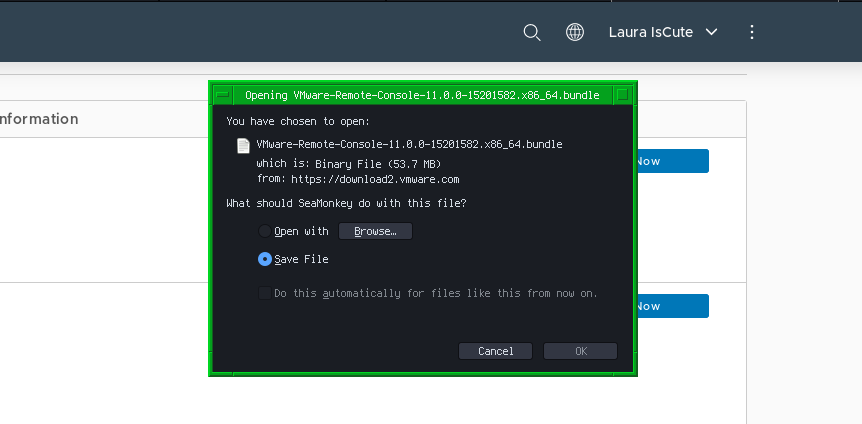 Laura IsCute
Opening VMware-Remote-Console-11.0.0-15201582.x86_64.bundle
nformation
You have chosen to open:
VMware-Remote-Console-11.0.0-15201582.x86_64.bundle
which is: Binary File (53.7 MB)
from: https://download2.vmware.com
Now
What should SeaMonkey do with this file?
Open with
Browse…
Save File
Do this automatically for files like this from now on.
Now
Cancel
OK